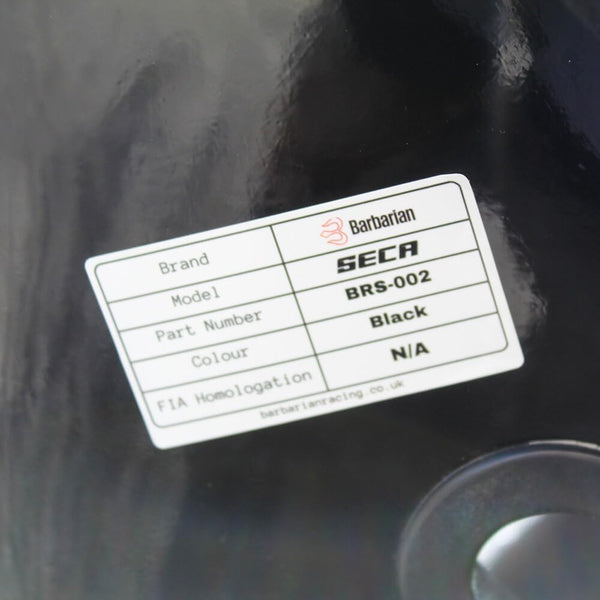 Brand Barbarian
Model SECA
Part Number BRS-002
Colour Black
FIA Homologation N/A
barbarianracing.co.uk